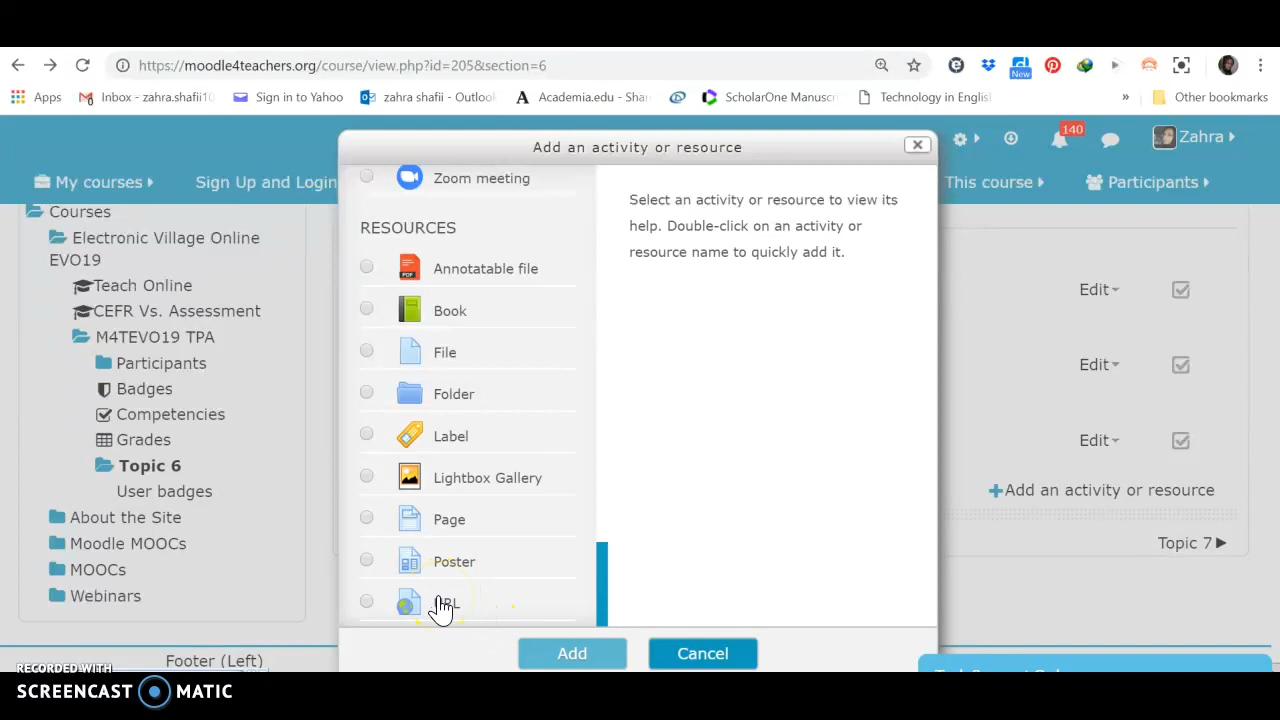 https://moodle4teachers.org/course/view.php?id=205&section=6
New
Apps
Inbox - zahra.shafii10
Sign in to Yahoo
zahra shafii - Outlook
Academia.edu - Shar
ScholarOne Manuscri
Technology in Englis
»
Other bookmarks
Add an activity or resource
140
Zahra
My courses
Sign Up and Login
This course
Participants
Courses
Electronic Village Online
EVO19
Teach Online
CEFR Vs. Assessment
M4TEVO19 TPA
Participants
Badges
Competencies
Grades
Topic 6
User badges
About the Site
Moodle MOOCs
MOOCs
Webinars
Zoom meeting
RESOURCES
Annotatable file
PDF
Book
File
Folder
Label
Lightbox Gallery
Page
Poster
URL
Select an activity or resource to view its
help. Double-click on an activity or
resource name to quickly add it.
Edit
Edit
Edit
Add an activity or resource
Topic 7
Add
Cancel
Footer (Left)
RECORDED WITH
SCREENCAST MATIC